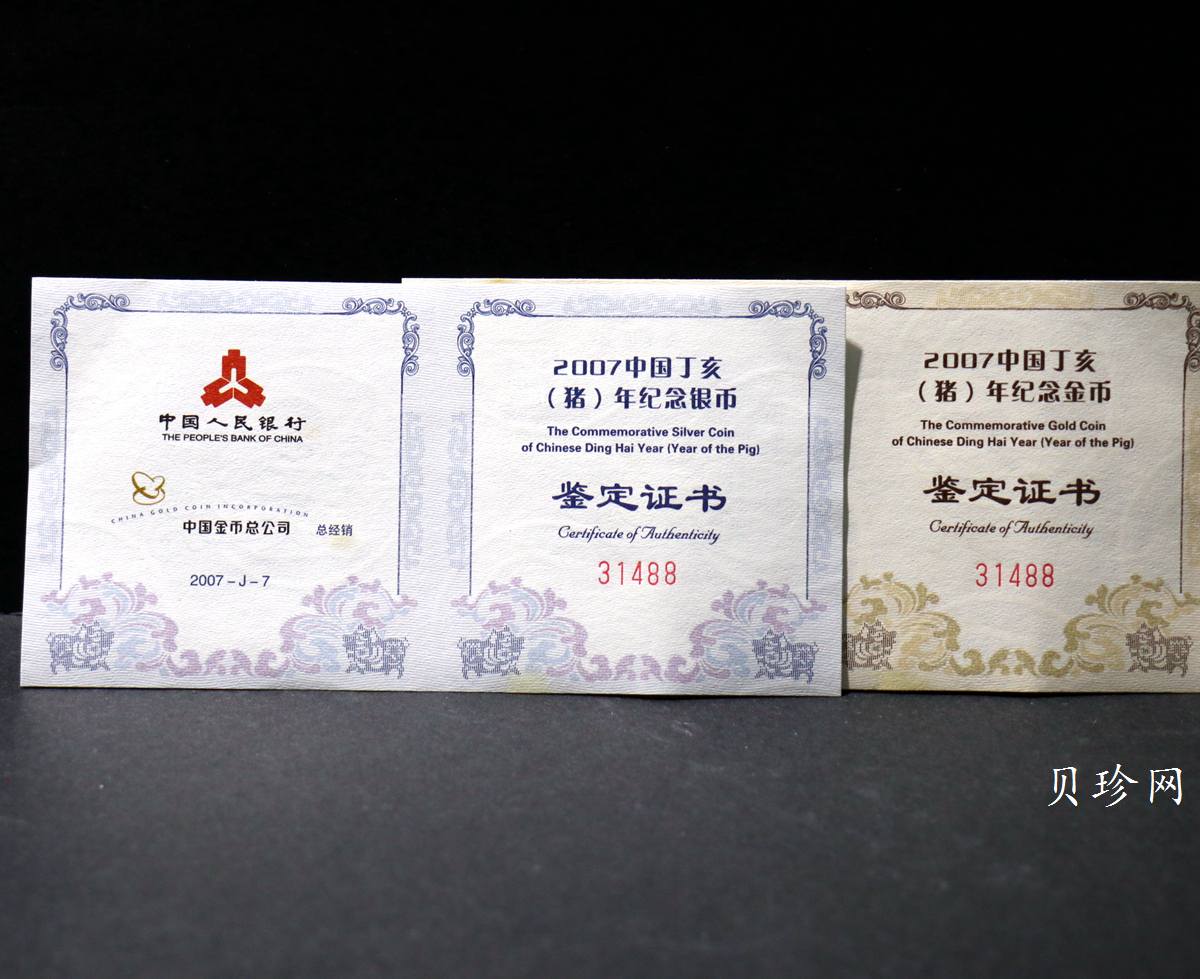 中国人民银行
THE PEOPLE'S BANK OF CHINA
CHINA GOLD COIN INCORPORATION
中国金币总公司 总经销
2007-J-7
2007中国丁亥
（猪）年纪念银币
The Commemorative Silver Coin
of Chinese Ding Hai Year (Year of the Pig)
鉴定证书
Certificate of Authenticity
31488
2007中国丁亥
（猪）年纪念金币
The Commemorative Gold Coin
of Chinese Ding Hai Year (Year of the Pig)
鉴定证书
Certificate of Authenticity
31488
贝珍网